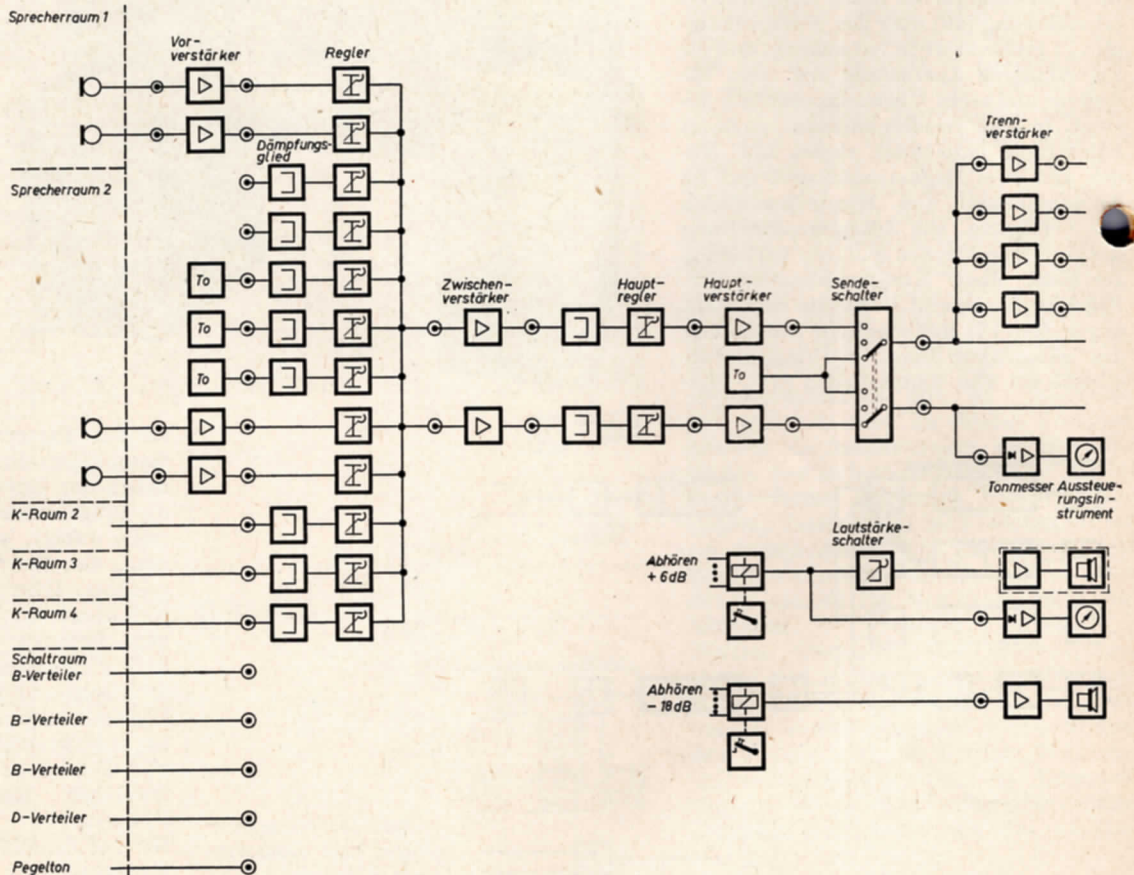 Sprecherraum 1
Vor-
verstärker
Regler
Dämpfungs-
glied
Trenn-
verstärker
Sprecherraum 2
To
To
To
Zwischen-
verstärker
Haupt-
regler
Haupt-
verstärker
Sende-
schalter
To
Tonmesser
Aussteue-
rungsin-
strument
K-Raum 2
K-Raum 3
K-Raum 4
Abhören
+ 6dB
Lautstärke-
schalter
Schaltraum
B-Verteiler
Abhören
- 18dB
B-Verteiler
B-Verteiler
D-Verteiler
Pegelton